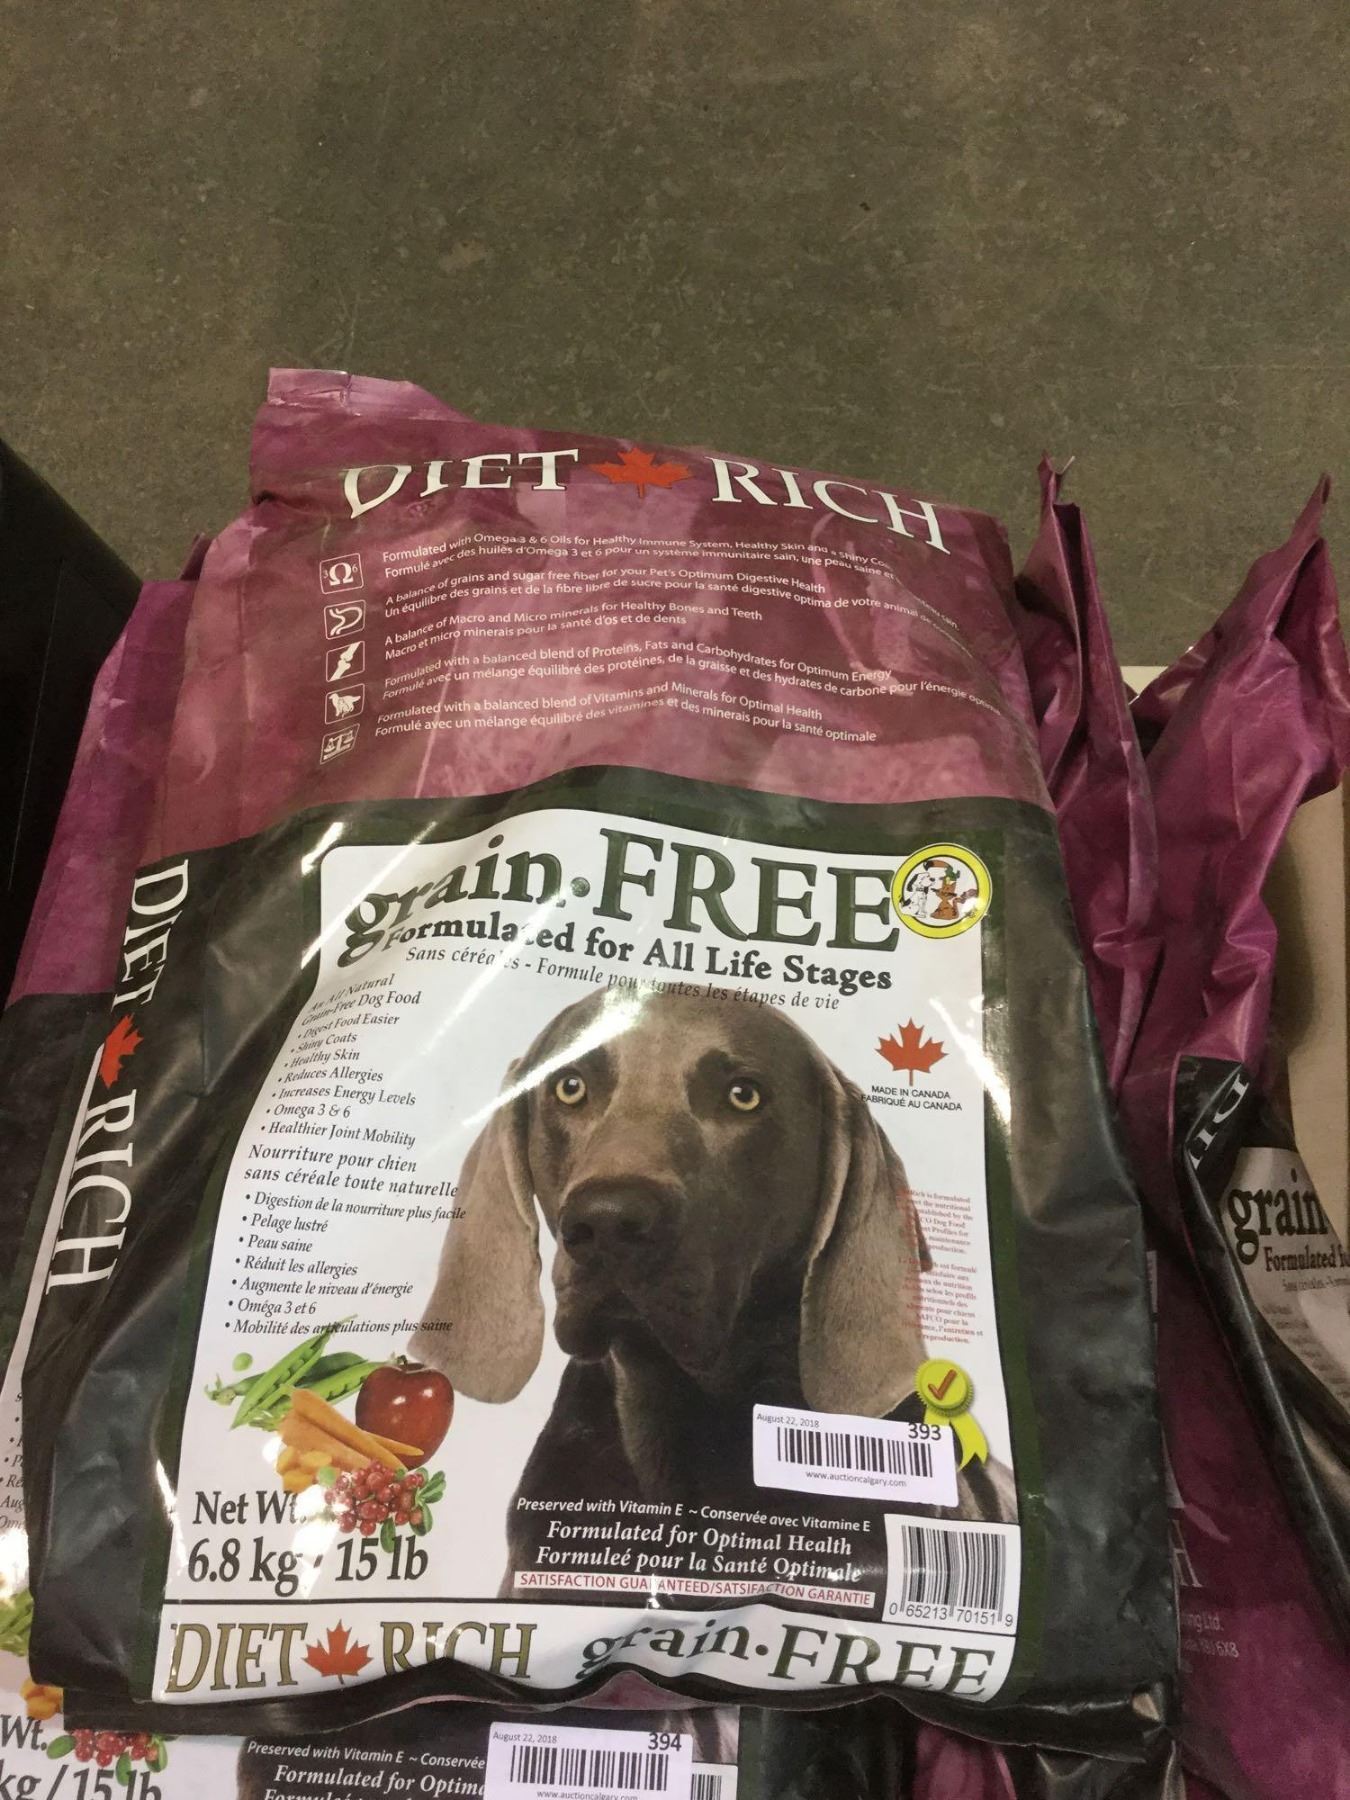 DIET RICH
Formulated with Omega 3 & 6 Oils for Healthy Immune System, Healthy Skin and a Shiny
Formulé avec des huiles d'Omega 3 et 6 pour un système immunitaire sain, une peau saine et
A balance of grains and sugar free fiber for your Pet's Optimum Digestive Health
Un équilibre des grains et de la fibre libre de sucre pour la santé digestive optima de votre animal de
A balance of Macro and Micro minerals for Healthy Bones and Teeth
Macro et micro minerais pour la santé d'os et de dents
Formulated with a balanced blend of Proteins, Fats and Carbohydrates for Optimum Energy
Formulé avec un mélange équilibré des protéines, de la graisse et des hydrates de carbone pour l'énergie
Formulated with a balanced blend of Vitamins and Minerals for Optimal Health
Formulé avec un mélange équilibré des vitamines et des minerais pour la santé optimale
3Ω6
grain.FREE
Formulated for All Life Stages
Sans céréales - Formule pour toutes les étapes de vie
An All Natural
Grain-Free Dog Food
• Digest Food Easier
• Shiny Coats
• Healthy Skin
• Reduces Allergies
• Increases Energy Levels
• Omega 3 & 6
• Healthier Joint Mobility
Nourriture pour chien
sans céréale toute naturelle
• Digestion de la nourriture plus facile
• Pelage lustré
• Peau saine
• Réduit les allergies
• Augmente le niveau d'énergie
• Oméga 3 et 6
• Mobilité des articulations plus saine
MADE IN CANADA
FABRIQUÉ AU CANADA
August 22, 2018
393
www.auctioncalgary.com
Net Wt.
6.8 kg / 15 lb
Preserved with Vitamin E ~ Conservée avec Vitamine E
Formulated for Optimal Health
Formuleé pour la Santé Optimale
SATISFACTION GUARANTEED/SATSIFACTION GARANTIE
0 65213 70151 9
DIET RICH grain.FREE
DIET RICH
grain
Formulated
August 22, 2018
394
www.auctioncalgary.com
Wt.
kg / 15 lb
Preserved with Vitamin E ~ Conservée
Formulated for